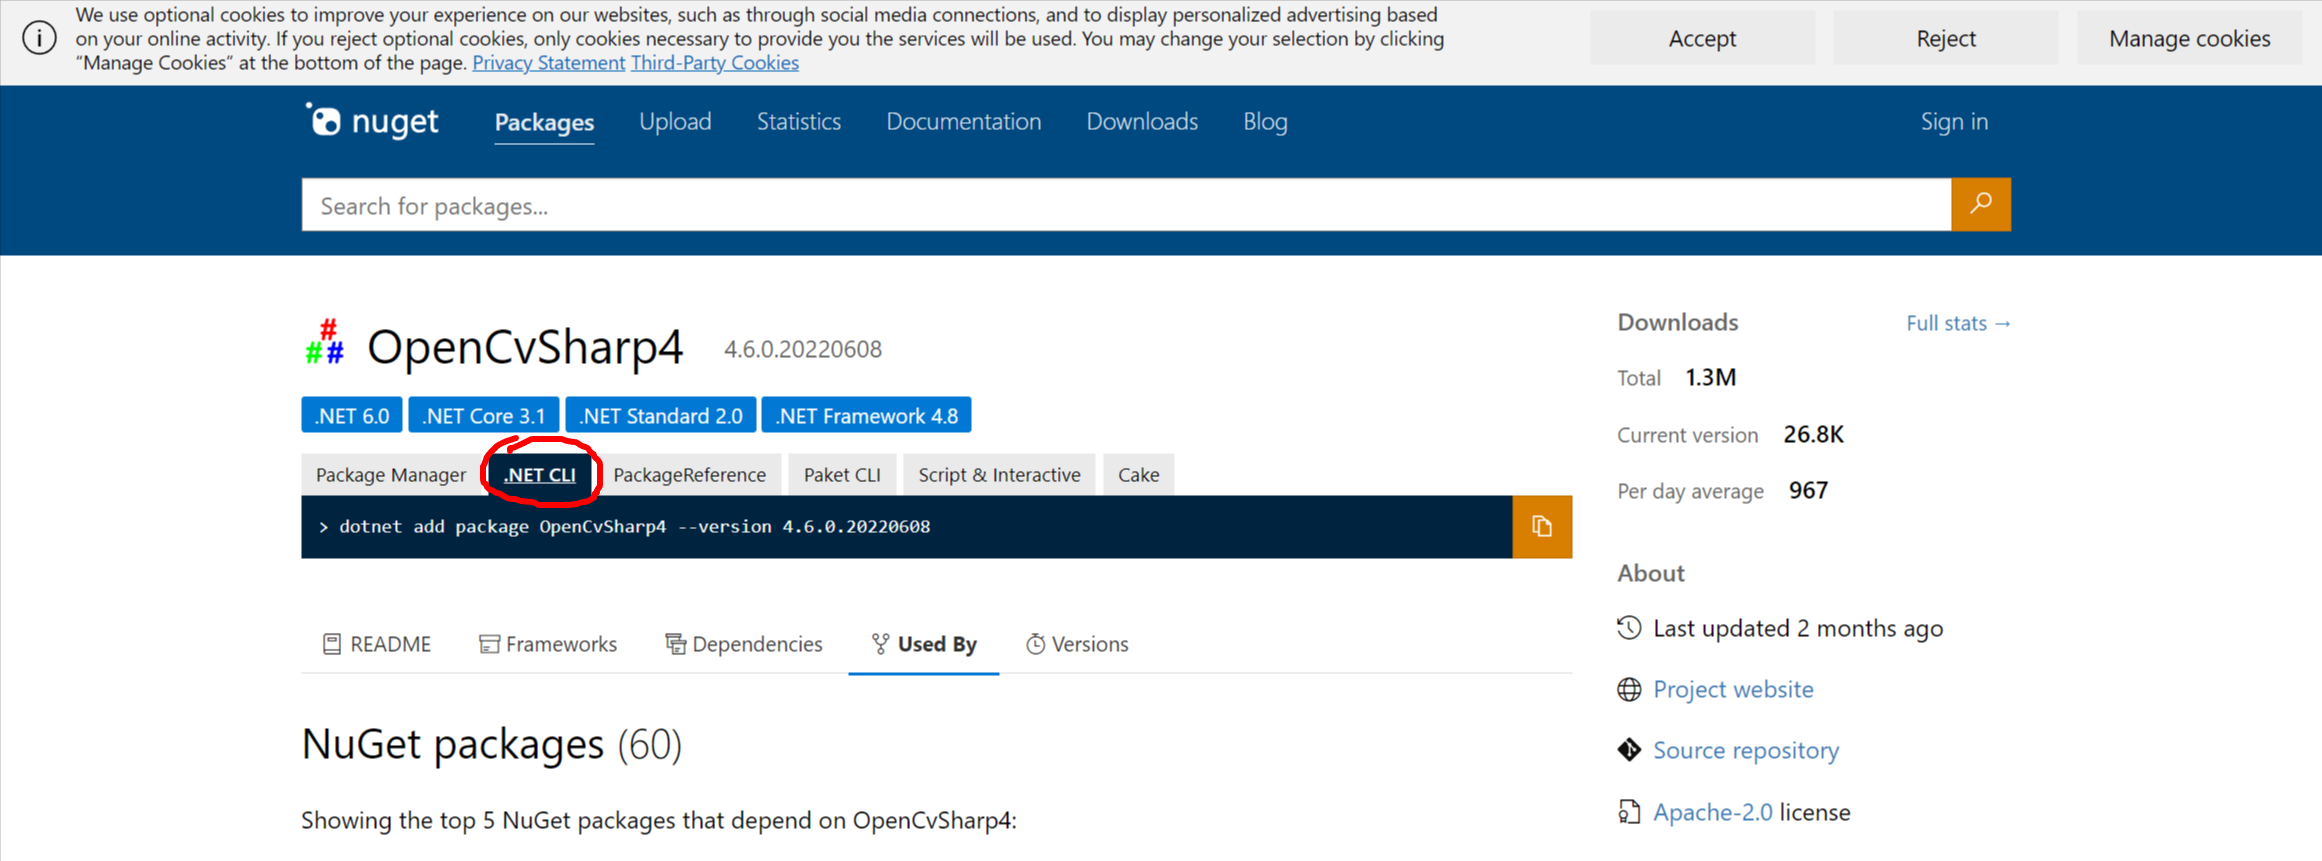 We use optional cookies to improve your experience on our websites, such as through social media connections, and to display personalized advertising based
on your online activity. If you reject optional cookies, only cookies necessary to provide you the services will be used. You may change your selection by clicking
“Manage Cookies” at the bottom of the page. Privacy Statement Third-Party Cookies
Accept
Reject
Manage cookies
nuget
Packages
Upload
Statistics
Documentation
Downloads
Blog
Sign in
Search for packages...
OpenCvSharp4 4.6.0.20220608
.NET 6.0
.NET Core 3.1
.NET Standard 2.0
.NET Framework 4.8
Package Manager
.NET CLI
PackageReference
Paket CLI
Script & Interactive
Cake
> dotnet add package OpenCvSharp4 --version 4.6.0.20220608
README
Frameworks
Dependencies
Used By
Versions
NuGet packages (60)
Showing the top 5 NuGet packages that depend on OpenCvSharp4:
Downloads
Full stats →
Total 1.3M
Current version 26.8K
Per day average 967
About
Last updated 2 months ago
Project website
Source repository
Apache-2.0 license